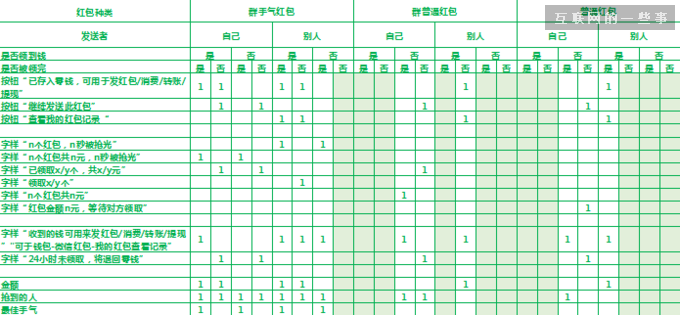 红包种类 群手气红包 群普通红包 普通红包
互联网的一些事
发送者 自己 别人 自己 别人 自己 别人
是否领到钱 是 否 是 否 是 否 是 否 是 否 是 否
是否被领完 是 否 是 否 是 否 是 否 是 否 是 否 是 否 是 否 是 否 是 否 是 否 是 否
按钮“已存入零钱，可用于发红包/消费/转账/
提现” 1 1 1 1 1 1
按钮“继续发送此红包” 1 1 1 1
按钮“查看我的红包记录 “ 1 1 1 1
字样“n个红包，n秒被抢光” 1 1
字样“n个红包共n元，n秒被抢光” 1 1
字样“已领取x/y个，共x/y元” 1 1 1
字样“领取x/y个” 1
字样“n个红包共n元” 1
字样“红包金额n元，等待对方领取” 1
字样“收到的钱可用来发红包/消费/转账/提现
”“可于钱包-微信红包-我的红包查看记录” 1 1 1 1 1 1 1 1
字样“24小时未领取，将退回零钱” 1 1 1 1
金额 1 1 1 1 1 1
抢到的人 1 1 1 1 1 1 1 1 1 1
最佳手气 1 1 1 1